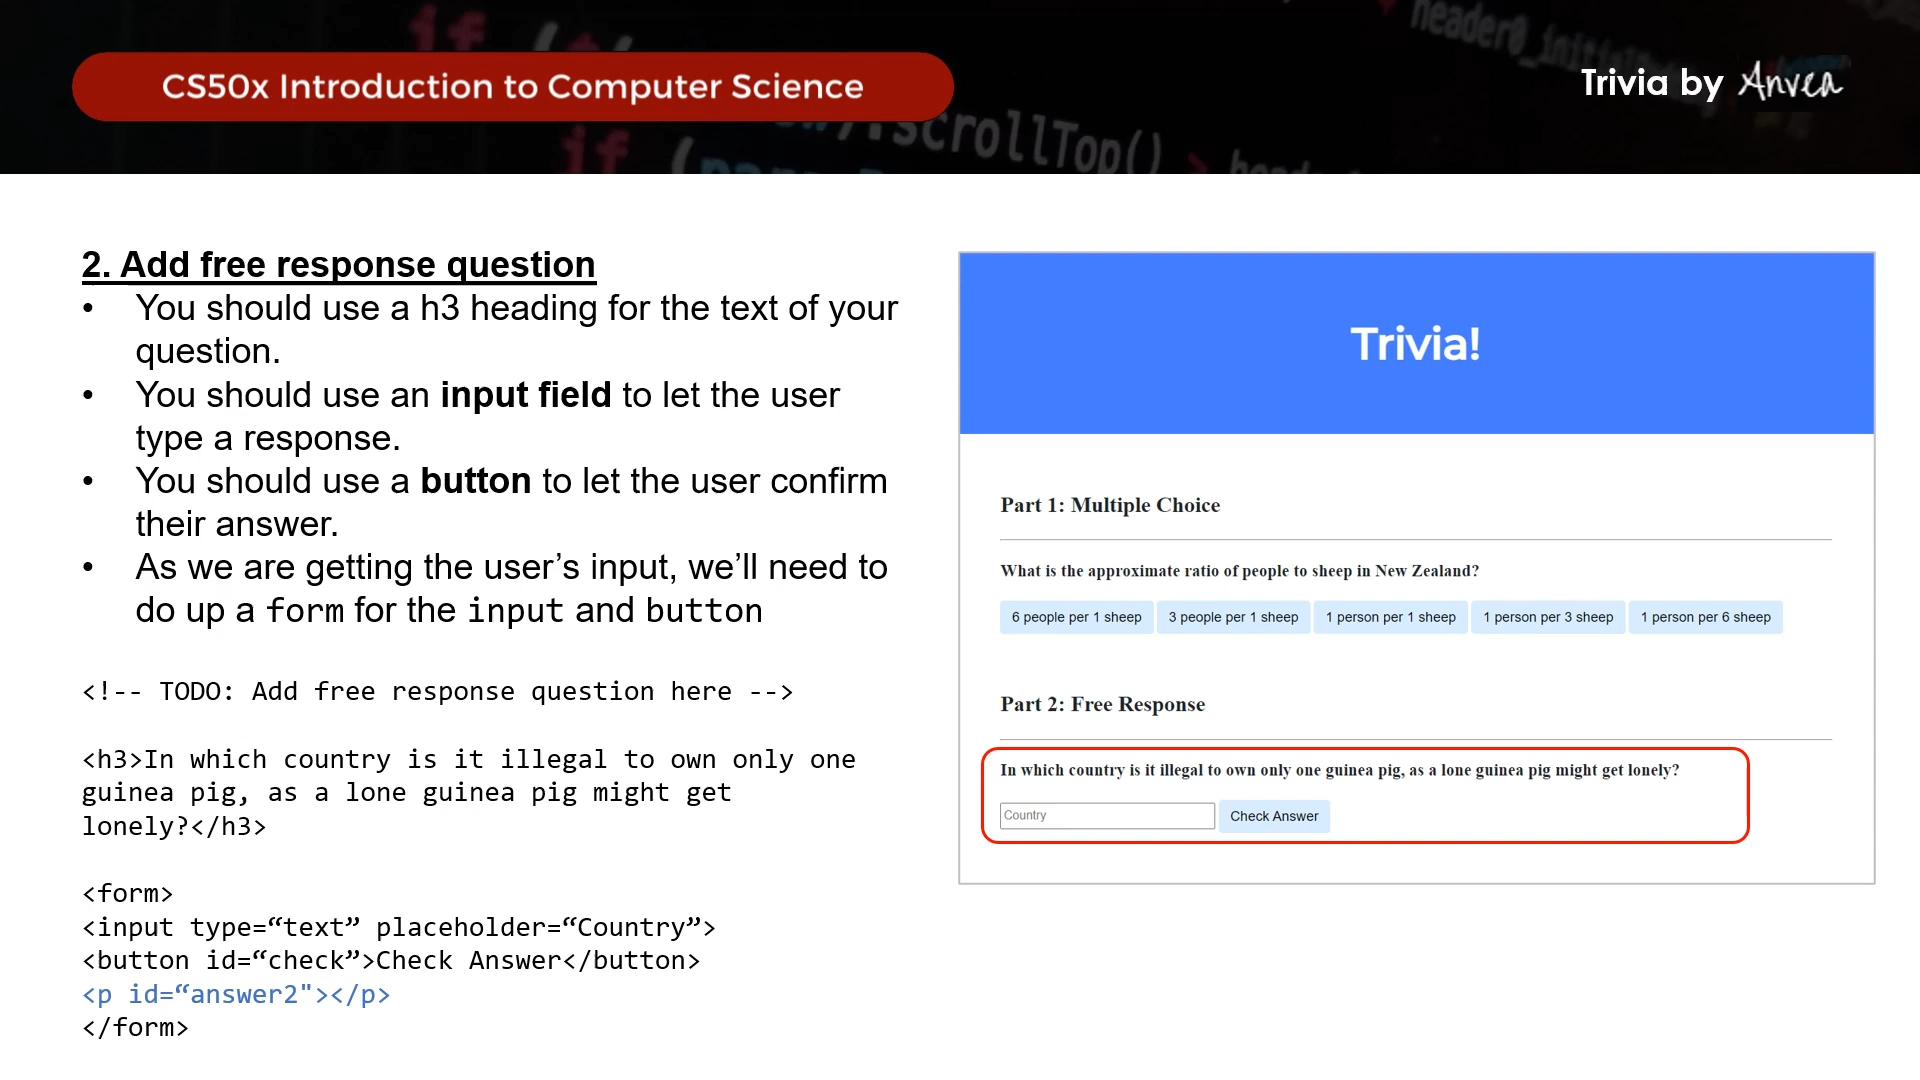 if (t/
header0_initi
CS50x Introduction to Computer Science
Trivia by Anvea
.scrollTop() > head
if (
2. Add free response question
• You should use a h3 heading for the text of your
question.
• You should use an input field to let the user
type a response.
• You should use a button to let the user confirm
their answer.
• As we are getting the user’s input, we’ll need to
do up a form for the input and button
<!-- TODO: Add free response question here -->
<h3>In which country is it illegal to own only one
guinea pig, as a lone guinea pig might get
lonely?</h3>
<form>
<input type=“text” placeholder=“Country”>
<button id=“check”>Check Answer</button>
<p id=“answer2"></p>
</form>
Trivia!
Part 1: Multiple Choice
What is the approximate ratio of people to sheep in New Zealand?
6 people per 1 sheep 3 people per 1 sheep 1 person per 1 sheep 1 person per 3 sheep 1 person per 6 sheep
Part 2: Free Response
In which country is it illegal to own only one guinea pig, as a lone guinea pig might get lonely?
Country Check Answer